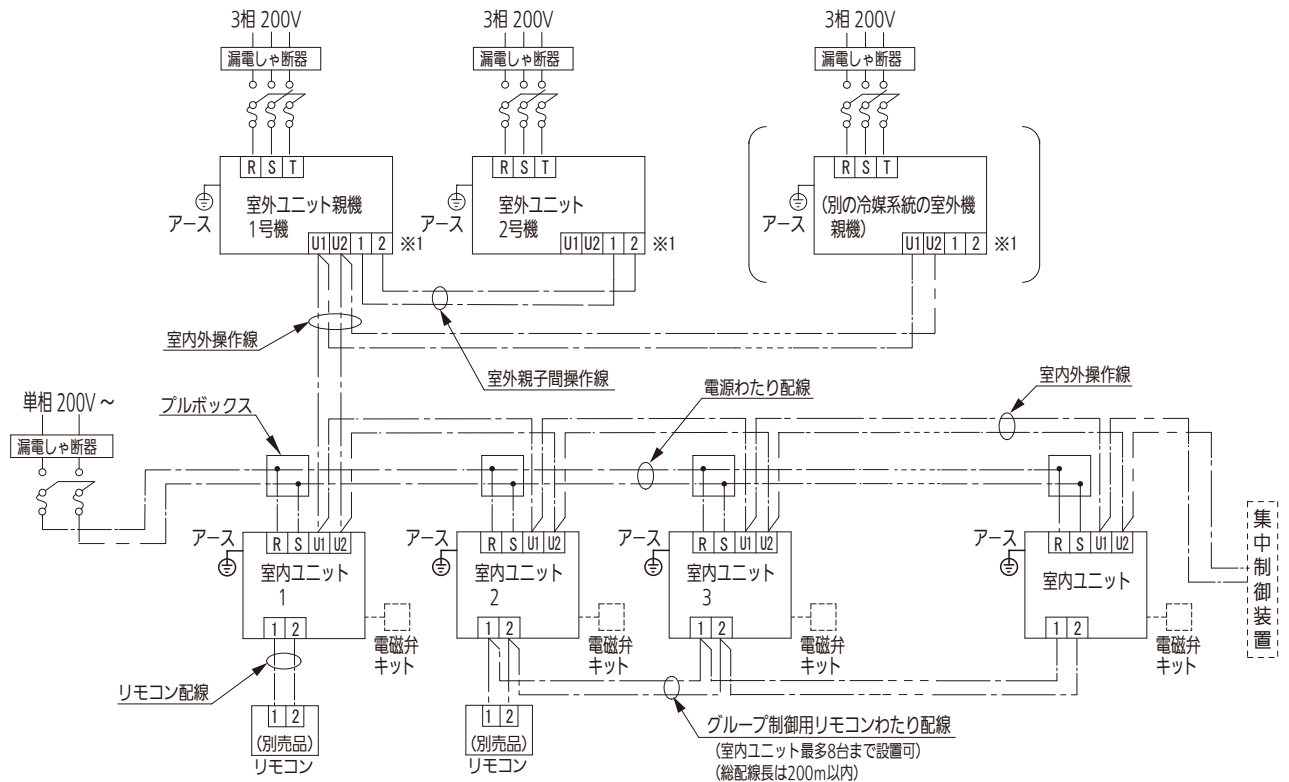 3相 200V
3相 200V
3相 200V
漏電しゃ断器
漏電しゃ断器
漏電しゃ断器
R S T
R S T
R S T
アース
室外ユニット親機
1号機
U1 U2 1 2 ※1
アース
室外ユニット
2号機
U1 U2 1 2 ※1
アース
(別の冷媒系統の室外機
親機)
U1 U2 1 2 ※1
室内外操作線
室外親子間操作線
電源わたり配線
室内外操作線
単相 200V ～
漏電しゃ断器
プルボックス
アース
R S U1 U2
室内ユニット
1
1 2
電磁弁
キット
アース
R S U1 U2
室内ユニット
2
1 2
電磁弁
キット
アース
R S U1 U2
室内ユニット
3
1 2
電磁弁
キット
アース
R S U1 U2
室内ユニット
1 2
電磁弁
キット
集中制御装置
リモコン配線
1 2
(別売品)
リモコン
1 2
(別売品)
リモコン
グループ制御用リモコンわたり配線
(室内ユニット最多8台まで設置可)
(総配線長は200m以内)